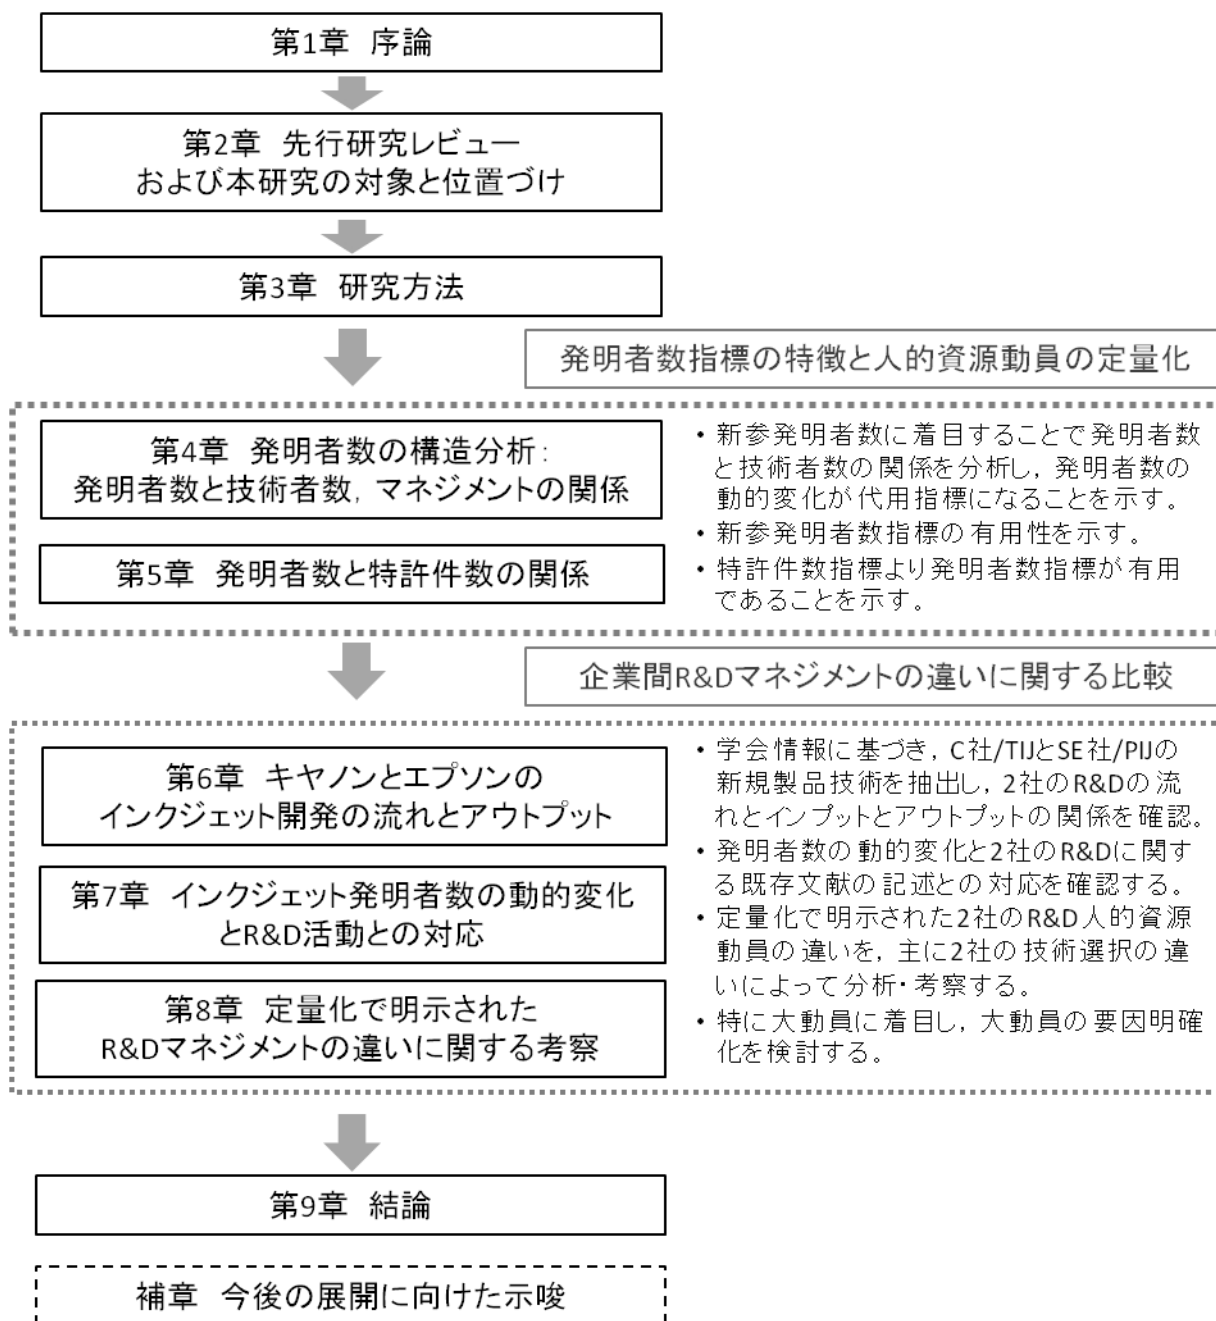 第1章 序論
第2章 先行研究レビュー
および本研究の対象と位置づけ
第3章 研究方法
発明者数指標の特徴と人的資源動員の定量化
第4章 発明者数の構造分析:
発明者数と技術者数, マネジメントの関係
第5章 発明者数と特許件数の関係
・新参発明者数に着目することで発明者数
と技術者数の関係を分析し, 発明者数の
動的変化が代用指標になることを示す。
・新参発明者数指標の有用性を示す。
・特許件数指標より発明者数指標が有用
であることを示す。
企業間R&Dマネジメントの違いに関する比較
第6章 キヤノンとエプソンの
インクジェット開発の流れとアウトプット
第7章 インクジェット発明者数の動的変化
とR&D活動との対応
第8章 定量化で明示された
R&Dマネジメントの違いに関する考察
・学会情報に基づき, C社/TIJとSE社/PIJの
新規製品技術を抽出し, 2社のR&Dの流
れとインプットとアウトプットの関係を確認。
・発明者数の動的変化と2社のR&Dに関す
る既存文献の記述との対応を確認する。
・定量化で明示された2社のR&D人的資源
動員の違いを, 主に2社の技術選択の違
いによって分析・考察する。
・特に大動員に着目し, 大動員の要因明確
化を検討する。
第9章 結論
補章 今後の展開に向けた示唆